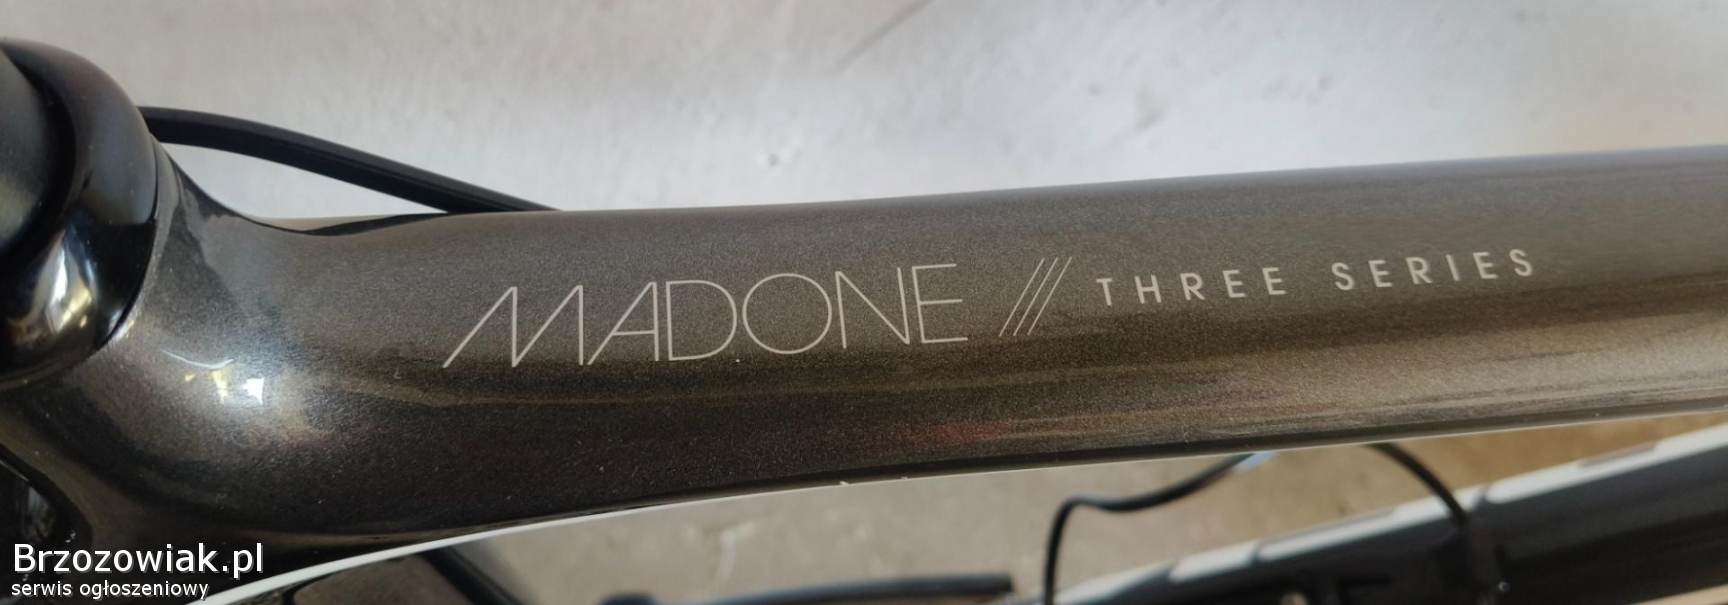 MADONE /// THREE SERIES
Brzozowiak.pl
serwis ogłoszeniowy